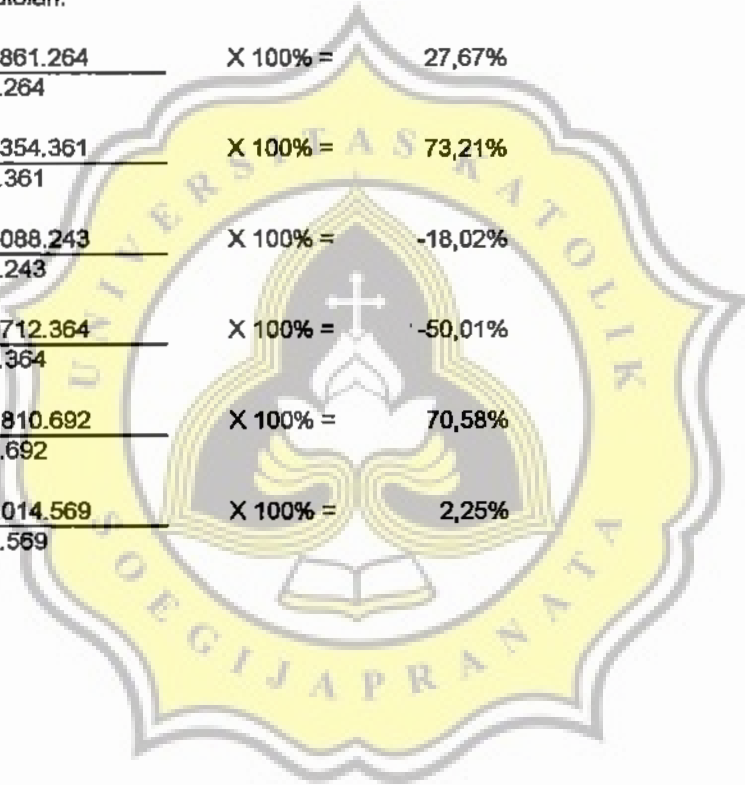 861.264 X 100% = 27,67%
.264
354.361 X 100% = 73,21%
.361
088.243 X 100% = -18,02%
.243
712.364 X 100% = -50,01%
.364
810.692 X 100% = 70,58%
.692
014.569 X 100% = 2,25%
.569
UNIVERSITAS KATOLIK
SOEGIJAPRANATA